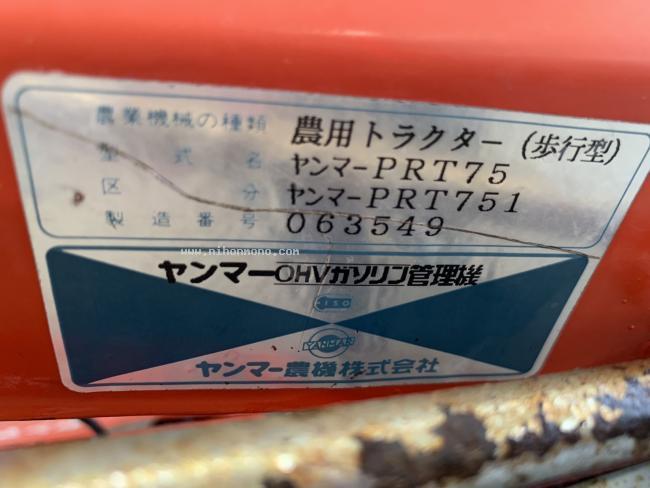 農業機械の種類 農用トラクター(歩行型)
型式名 ヤンマーPRT75
区分 ヤンマーPRT751
製造番号 063549
www.nihonmono.com
ヤンマーOHVガソリン管理機
ISO
YANMAR
ヤンマー農機株式会社